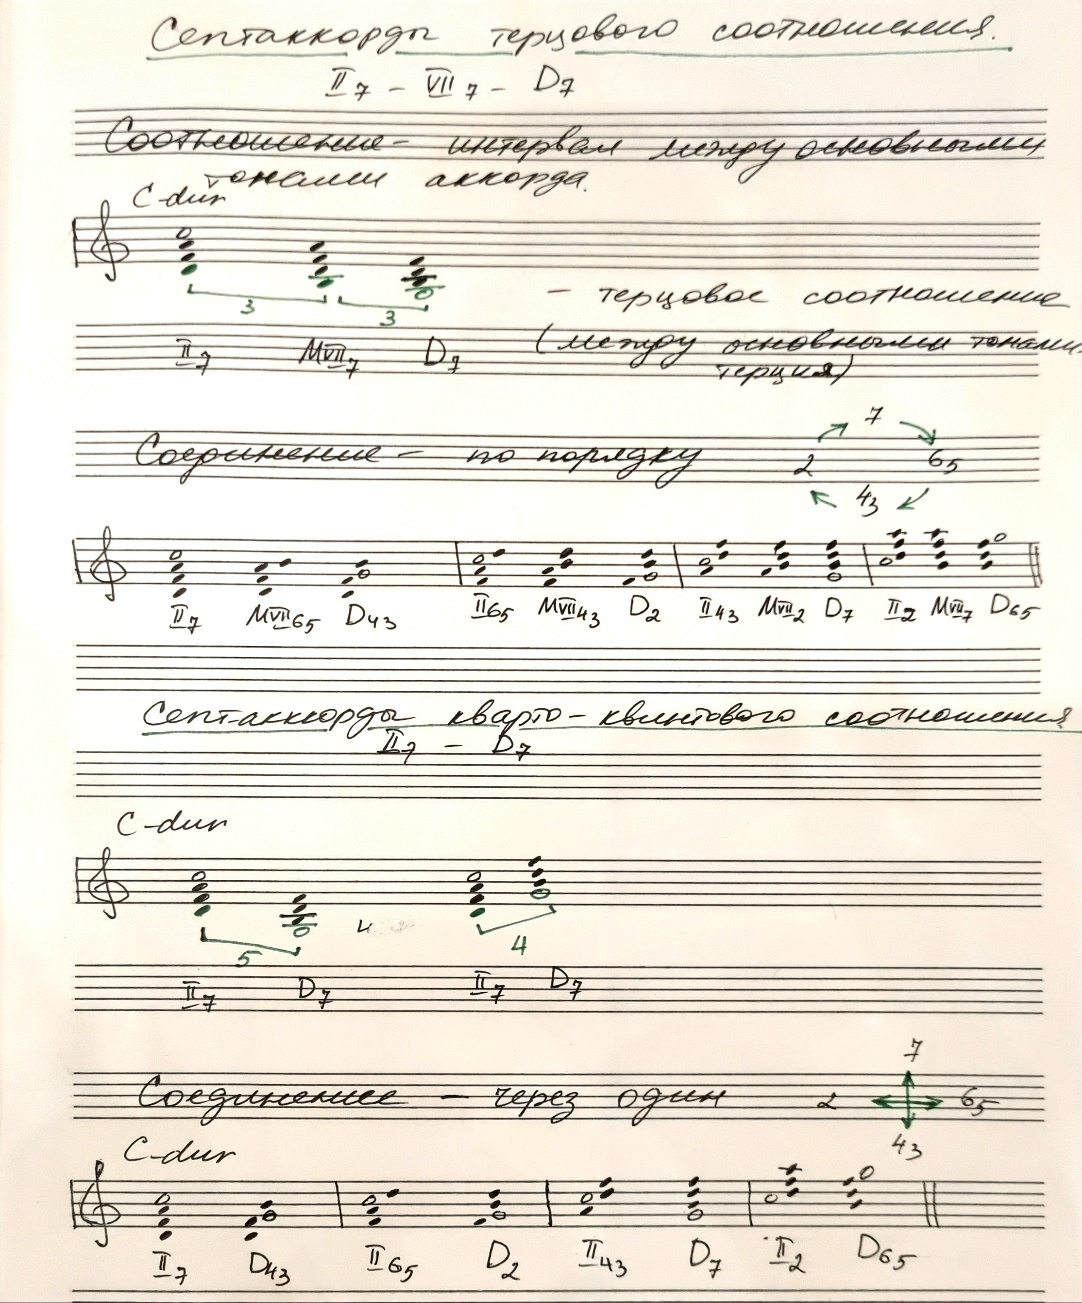 Септаккорды терцового соотношения.
II7 - VII7 - D7
Соотношение - интервал между основными
тонами аккорда.
C-dur
3 3
- терцовое соотношение
II7 MVII7 D7
(между основными тонами
терция)
7
Соединение - по порядку 2 65
43
II7 MVII65 D43 II65 MVII43 D2 II43 MVII2 D7 II2 MVII7 D65
Септаккорды кварто-квинтового соотношения
II7 - D7
C-dur
5 и 4
II7 D7 II7 D7
7
Соединение - через один 2 65
43
C-dur
II7 D43 II65 D2 II43 D7 II2 D65